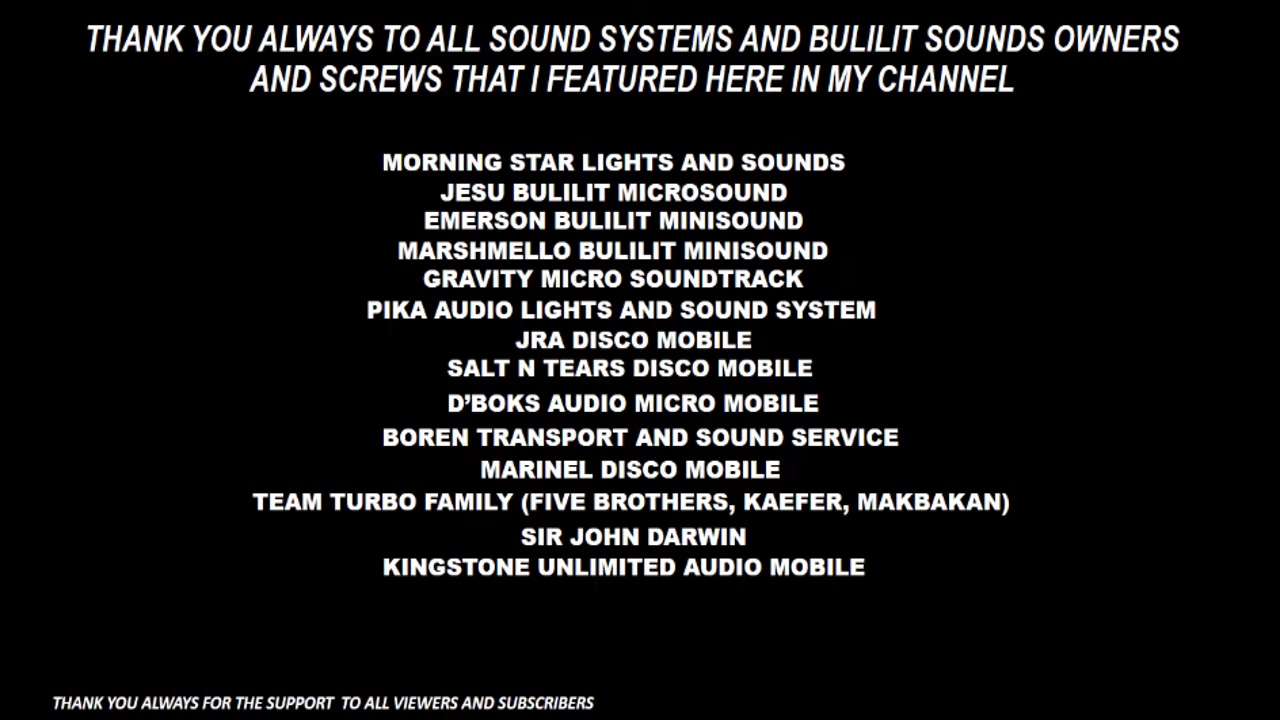 THANK YOU ALWAYS TO ALL SOUND SYSTEMS AND BULILIT SOUNDS OWNERS
AND SCREWS THAT I FEATURED HERE IN MY CHANNEL
MORNING STAR LIGHTS AND SOUNDS
JESU BULILIT MICROSOUND
EMERSON BULILIT MINISOUND
MARSHMELLO BULILIT MINISOUND
GRAVITY MICRO SOUNDTRACK
PIKA AUDIO LIGHTS AND SOUND SYSTEM
JRA DISCO MOBILE
SALT N TEARS DISCO MOBILE
D’BOKS AUDIO MICRO MOBILE
BOREN TRANSPORT AND SOUND SERVICE
MARINEL DISCO MOBILE
TEAM TURBO FAMILY (FIVE BROTHERS, KAEFER, MAKBAKAN)
SIR JOHN DARWIN
KINGSTONE UNLIMITED AUDIO MOBILE
THANK YOU ALWAYS FOR THE SUPPORT  TO ALL VIEWERS AND SUBSCRIBERS